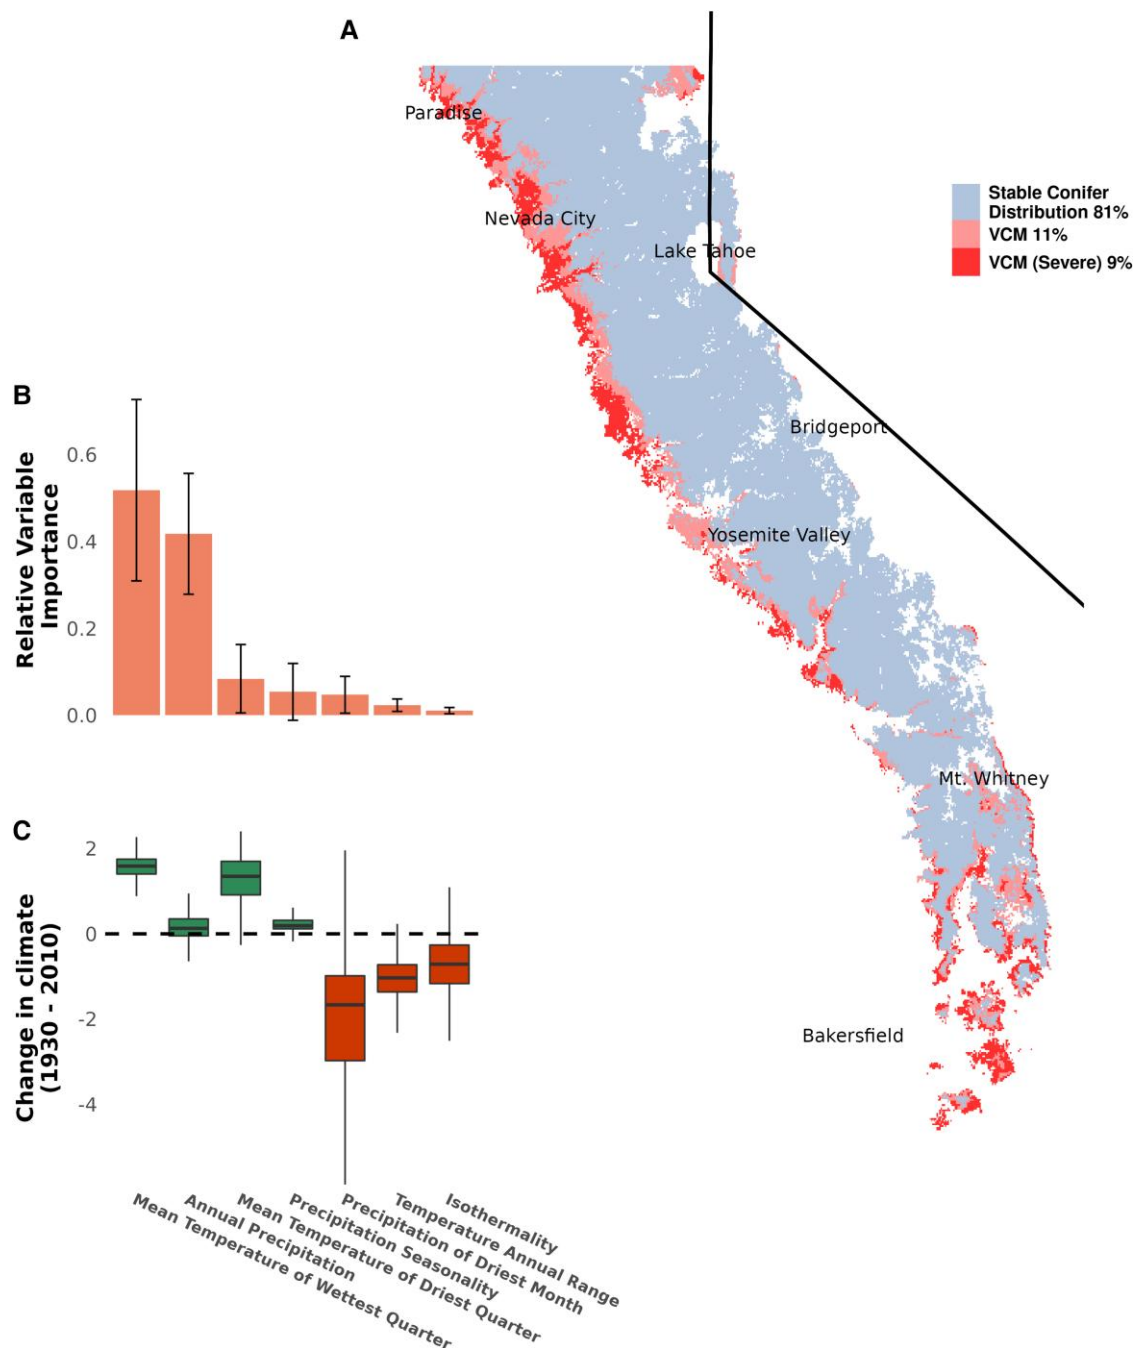 A
Paradise
Nevada City
Lake Tahoe
Stable Conifer
Distribution 81%
VCM 11%
VCM (Severe) 9%
Bridgeport
Yosemite Valley
Mt. Whitney
Bakersfield
B
Relative Variable
Importance
0.6
0.4
0.2
0.0
C
Change in climate
(1930 - 2010)
2
0
-2
-4
Mean Temperature of Wettest Quarter
Annual Precipitation
Mean Temperature of Driest Quarter
Precipitation Seasonality
Precipitation of Driest Month
Temperature Annual Range
Isothermality